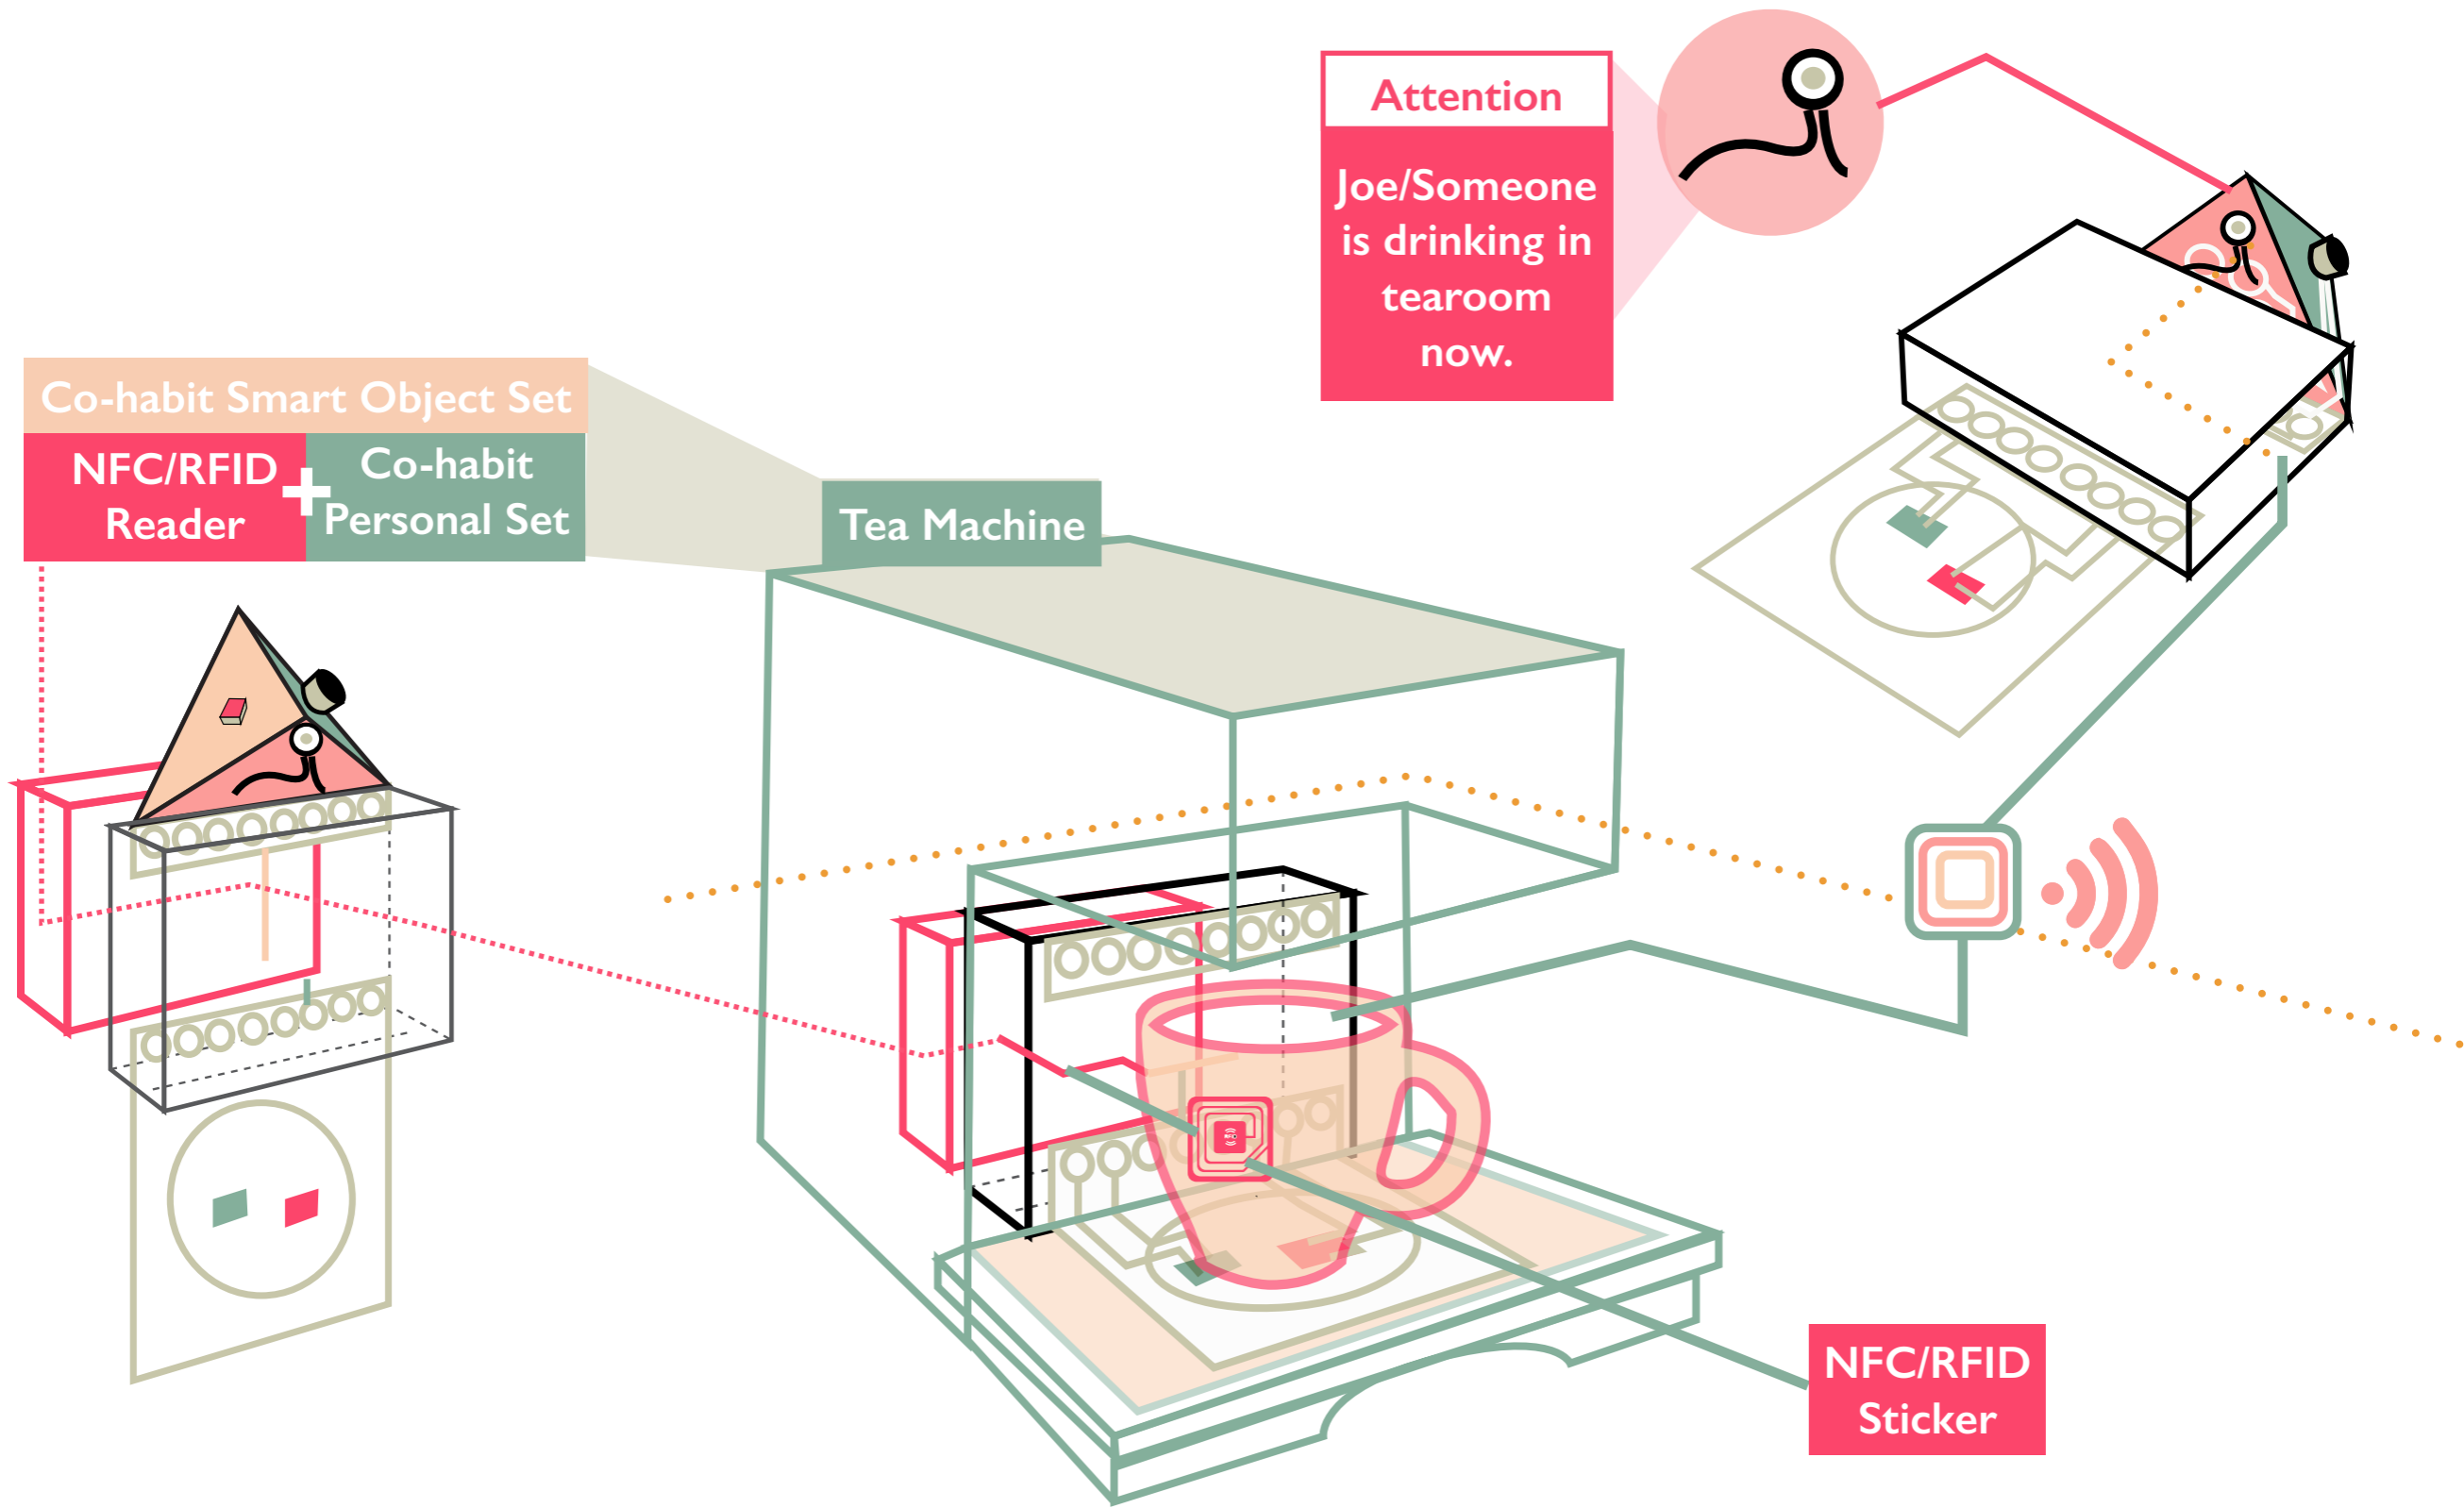 Attention
Joe/Someone
is drinking in
tearoom
now.
Co-habit Smart Object Set
NFC/RFID
Reader
+
Co-habit
Personal Set
Tea Machine
NFC/RFID
Sticker